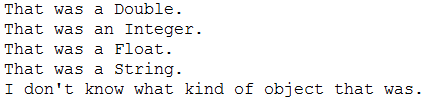 That was a Double.
That was an Integer.
That was a Float.
That was a String.
I don't know what kind of object that was.